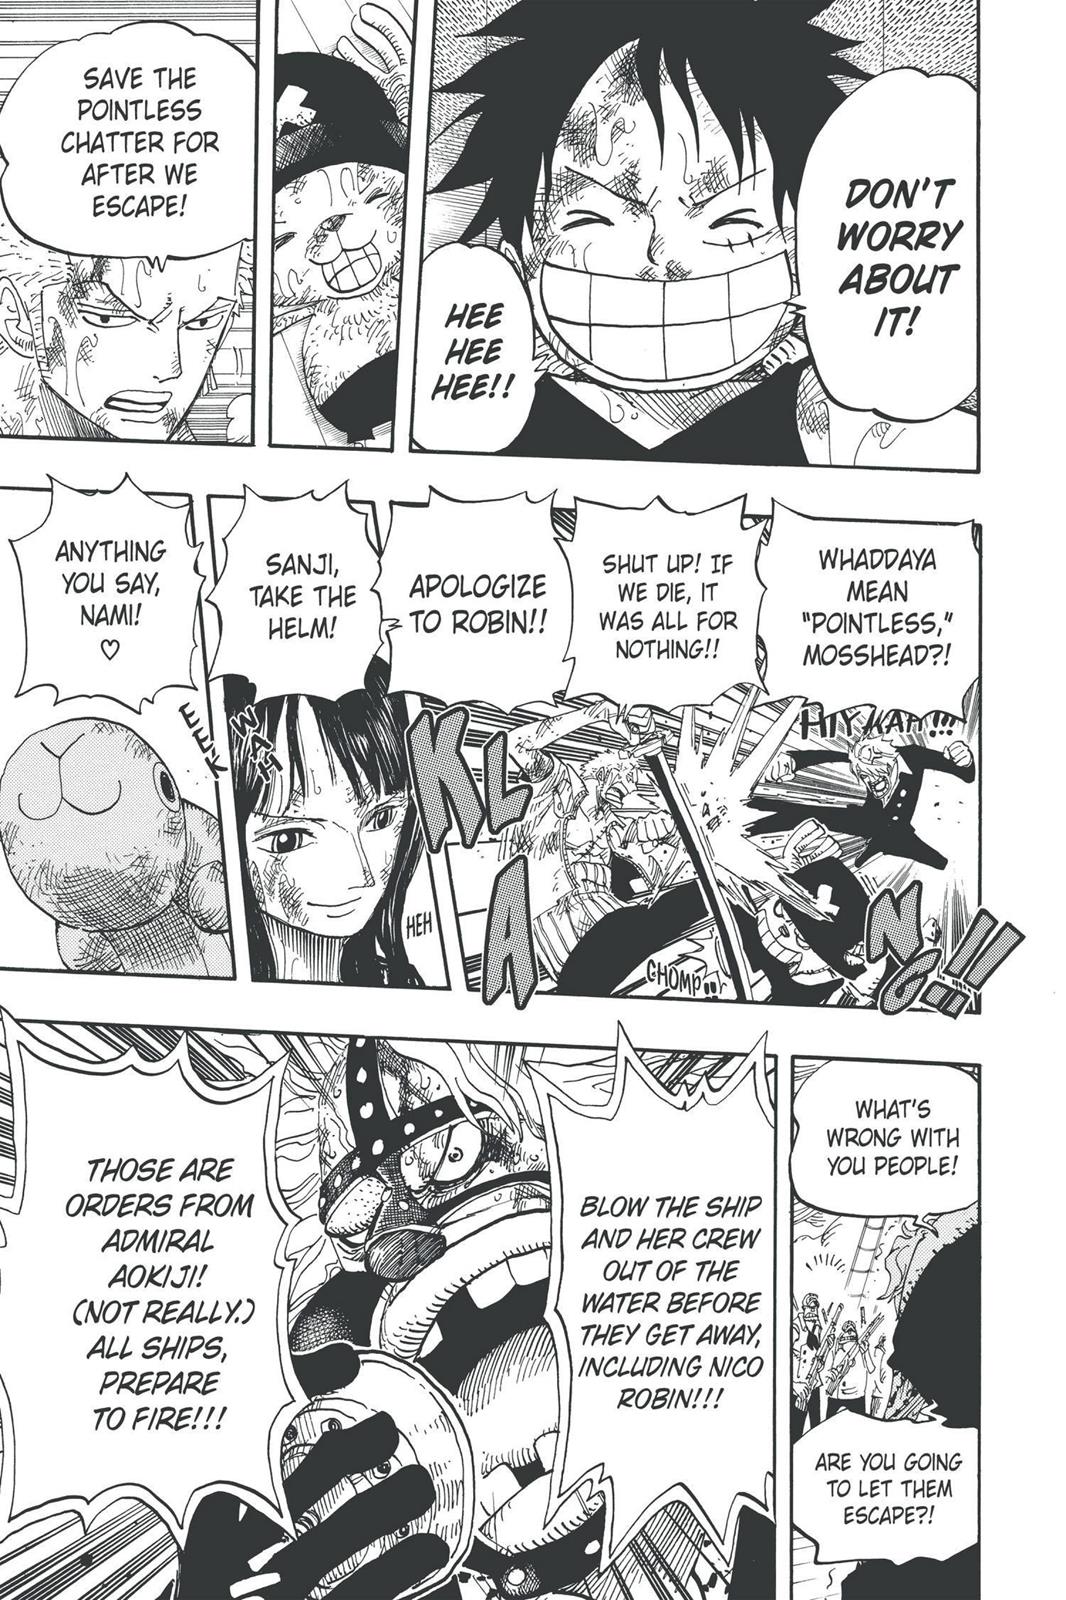 DON'T
WORRY
ABOUT
IT!
HEE
HEE
HEE!!
SAVE THE
POINTLESS
CHATTER FOR
AFTER WE
ESCAPE!
WHADDAYA
MEAN
"POINTLESS,"
MOSSHEAD?!
HIYKAH!!!
SHUT UP! IF
WE DIE, IT
WAS ALL FOR
NOTHING!!
APOLOGIZE
TO ROBIN!!
KLANG!!!
CHOMP!!
SANJI,
TAKE THE
HELM!
WAH
HEH
ANYTHING
YOU SAY,
NAMI!
♡
EEEK
WHAT'S
WRONG WITH
YOU PEOPLE!
ARE YOU GOING
TO LET THEM
ESCAPE?!
BLOW THE SHIP
AND HER CREW
OUT OF THE
WATER BEFORE
THEY GET AWAY,
INCLUDING NICO
ROBIN!!!
THOSE ARE
ORDERS FROM
ADMIRAL
AOKIJI!
(NOT REALLY.)
ALL SHIPS,
PREPARE
TO FIRE!!!